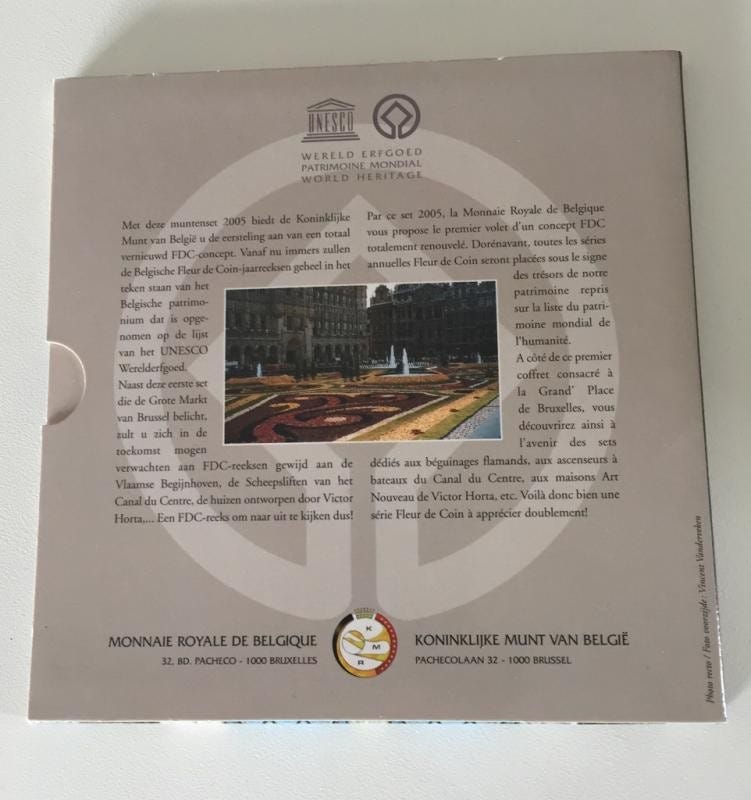 UNESCO
WERELD ERFGOED
PATRIMOINE MONDIAL
WORLD HERITAGE
Met deze muntenset 2005 biedt de Koninklijke
Munt van België u de eersteling aan van een totaal
vernieuwd FDC-concept. Vanaf nu immers zullen
de Belgische Fleur de Coin-jaarreeksen geheel in het
teken staan van het
Belgische patrimo-
nium dat is opge-
nomen op de lijst
van het UNESCO
Werelderfgoed.
Naast deze eerste set
die de Grote Markt
van Brussel belicht,
zult u zich in de
toekomst mogen
verwachten aan FDC-reeksen gewijd aan de
Vlaamse Begijnhoven, de Scheepsliften van het
Canal du Centre, de huizen ontworpen door Victor
Horta,... Een FDC-reeks om naar uit te kijken dus!
Par ce set 2005, la Monnaie Royale de Belgique
vous propose le premier volet d'un concept FDC
totalement renouvelé. Dorénavant, toutes les séries
annuelles Fleur de Coin seront placées sous le signe
des trésors de notre
patrimoine repris
sur la liste du patri-
moine mondial de
l'humanité.
A côté de ce premier
coffret consacré à
la Grand' Place
de Bruxelles, vous
découvrirez ainsi à
l'avenir des sets
dédiés aux béguinages flamands, aux ascenseurs à
bateaux du Canal du Centre, aux maisons Art
Nouveau de Victor Horta, etc. Voilà donc bien une
série Fleur de Coin à apprécier doublement!
MONNAIE ROYALE DE BELGIQUE
32, BD. PACHECO - 1000 BRUXELLES
KMR
KONINKLIJKE MUNT VAN BELGIË
PACHECOLAAN 32 - 1000 BRUSSEL
Photo recto / Foto voorzijde: Vincent Vanderveken